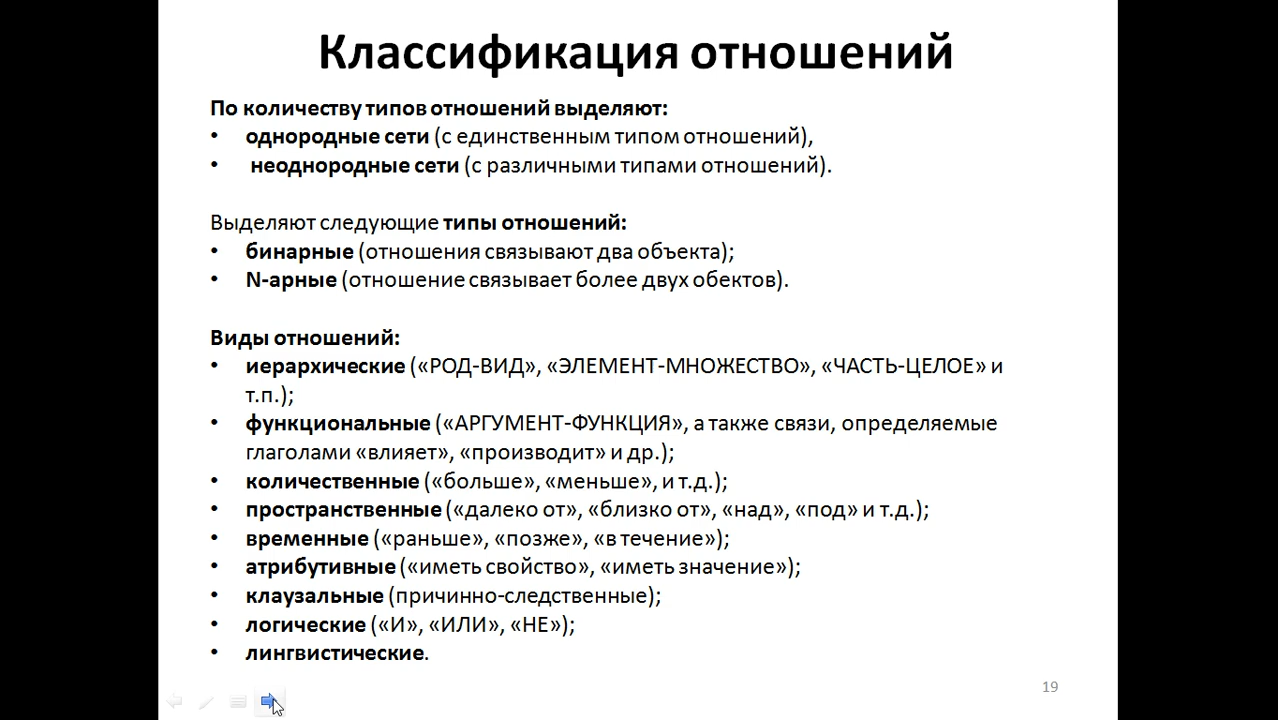 Классификация отношений
По количеству типов отношений выделяют:
• однородные сети (с единственным типом отношений),
• неоднородные сети (с различными типами отношений).
Выделяют следующие типы отношений:
• бинарные (отношения связывают два объекта);
• N-арные (отношение связывает более двух обектов).
Виды отношений:
• иерархические («РОД-ВИД», «ЭЛЕМЕНТ-МНОЖЕСТВО», «ЧАСТЬ-ЦЕЛОЕ» и
т.п.);
• функциональные («АРГУМЕНТ-ФУНКЦИЯ», а также связи, определяемые
глаголами «влияет», «производит» и др.);
• количественные («больше», «меньше», и т.д.);
• пространственные («далеко от», «близко от», «над», «под» и т.д.);
• временные («раньше», «позже», «в течение»);
• атрибутивные («иметь свойство», «иметь значение»);
• клаузальные (причинно-следственные);
• логические («И», «ИЛИ», «НЕ»);
• лингвистические.
19